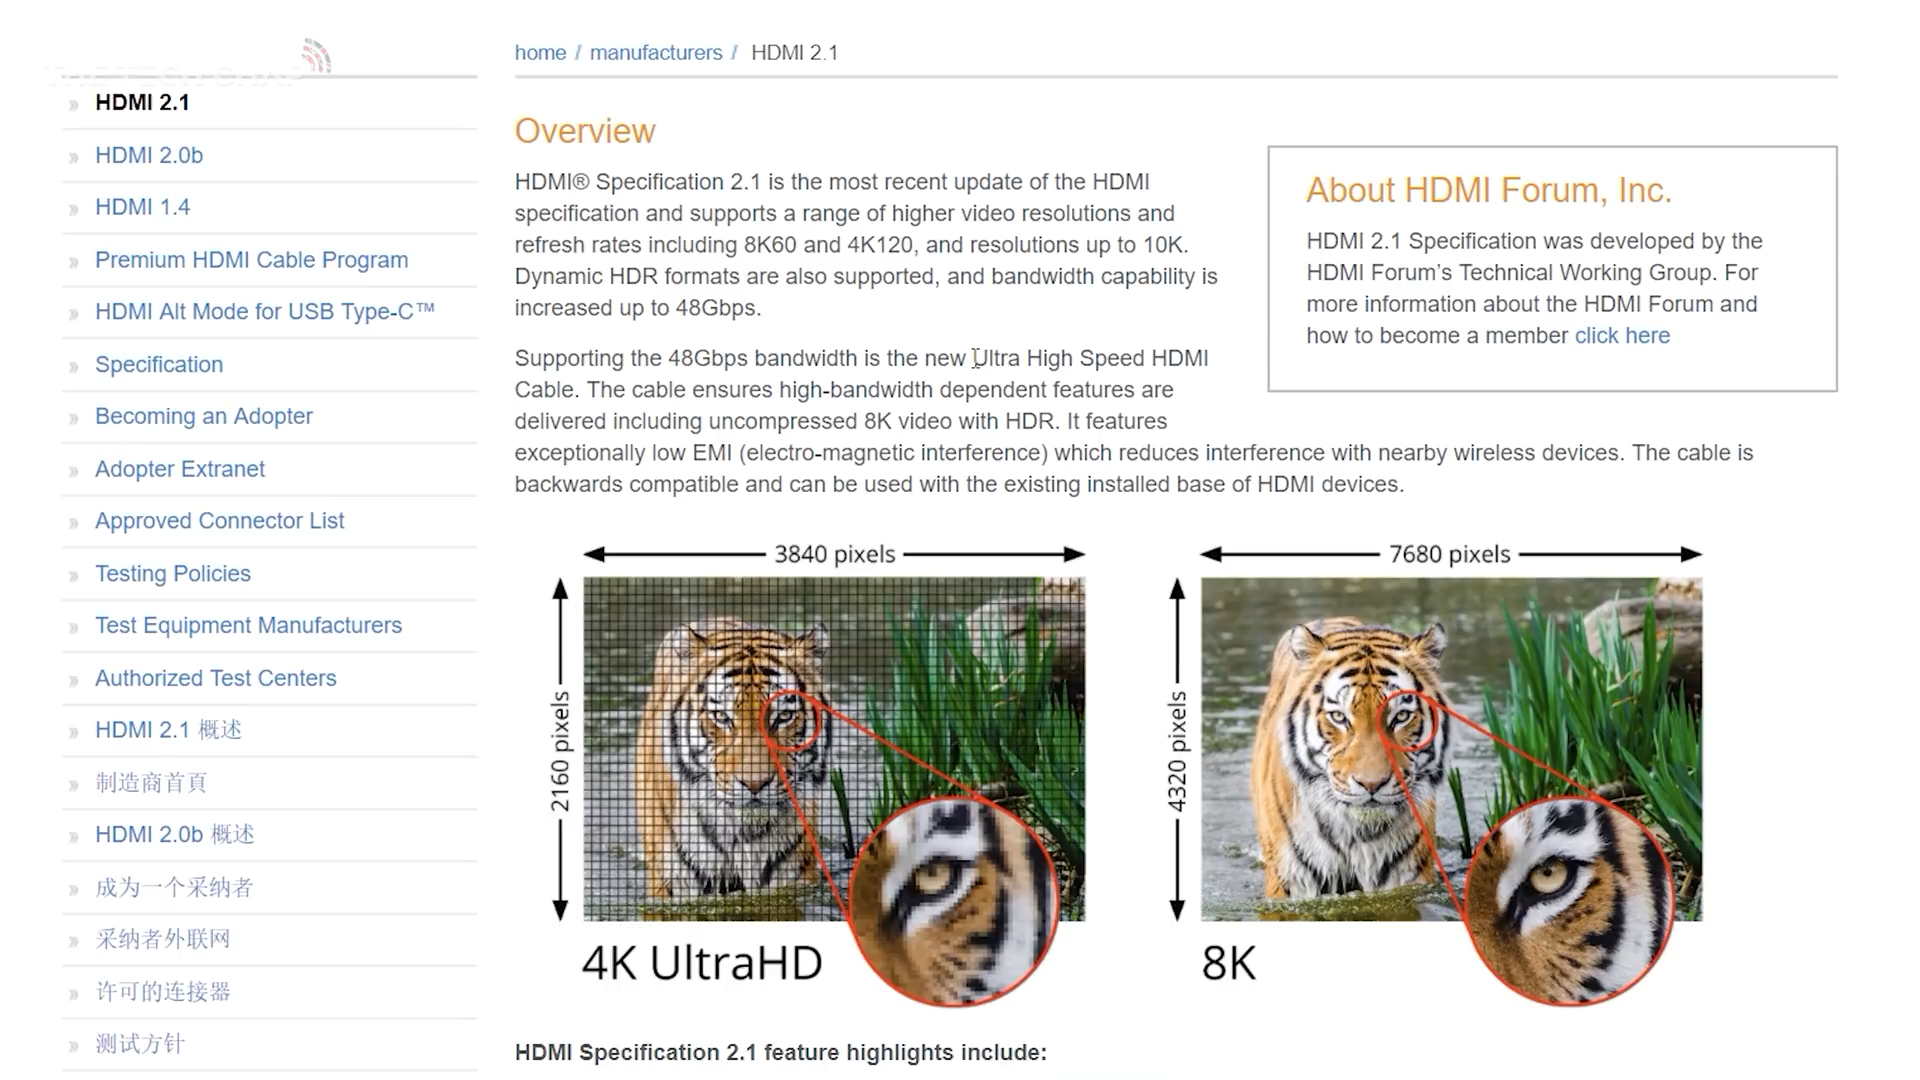 home / manufacturers / HDMI 2.1
HDMI 2.1
HDMI 2.0b
HDMI 1.4
Premium HDMI Cable Program
HDMI Alt Mode for USB Type-C™
Specification
Becoming an Adopter
Adopter Extranet
Approved Connector List
Testing Policies
Test Equipment Manufacturers
Authorized Test Centers
HDMI 2.1 概述
制造商首頁
HDMI 2.0b 概述
成为一个采纳者
采纳者外联网
许可的连接器
测试方针
Overview
HDMI® Specification 2.1 is the most recent update of the HDMI
specification and supports a range of higher video resolutions and
refresh rates including 8K60 and 4K120, and resolutions up to 10K.
Dynamic HDR formats are also supported, and bandwidth capability is
increased up to 48Gbps.
Supporting the 48Gbps bandwidth is the new Ultra High Speed HDMI
Cable. The cable ensures high-bandwidth dependent features are
delivered including uncompressed 8K video with HDR. It features
exceptionally low EMI (electro-magnetic interference) which reduces interference with nearby wireless devices. The cable is
backwards compatible and can be used with the existing installed base of HDMI devices.
About HDMI Forum, Inc.
HDMI 2.1 Specification was developed by the
HDMI Forum’s Technical Working Group. For
more information about the HDMI Forum and
how to become a member click here
3840 pixels
2160 pixels
4K UltraHD
7680 pixels
4320 pixels
8K
HDMI Specification 2.1 feature highlights include: